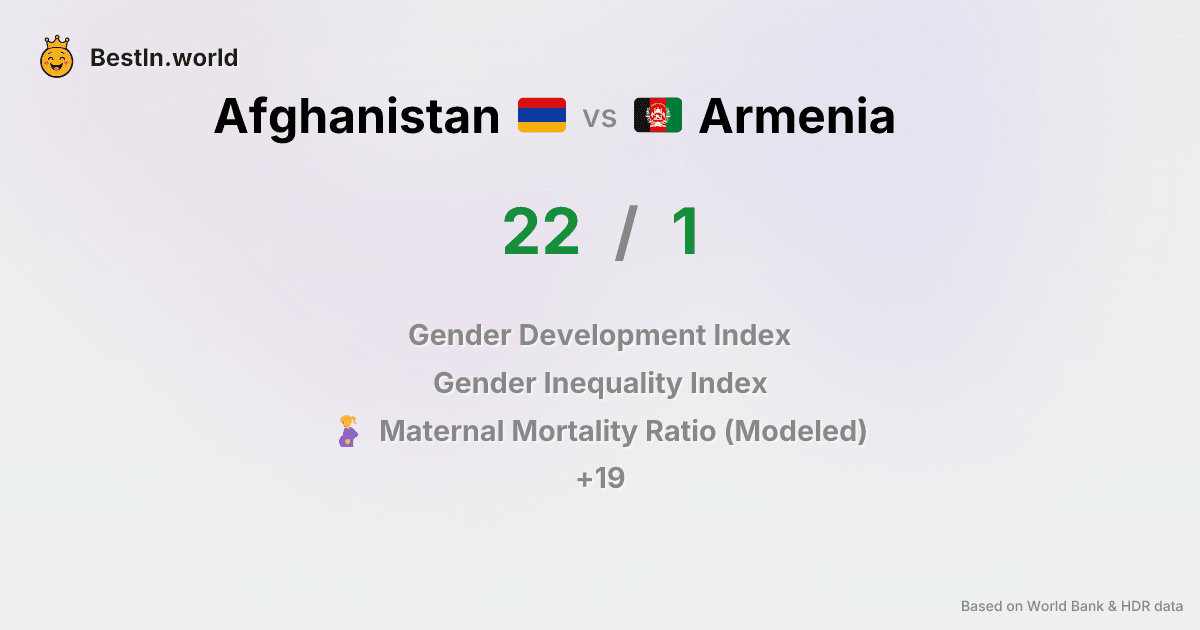 BestIn.world
Afghanistan vs Armenia
22 / 1
Gender Development Index
Gender Inequality Index
Maternal Mortality Ratio (Modeled)
+19
Based on World Bank & HDR data